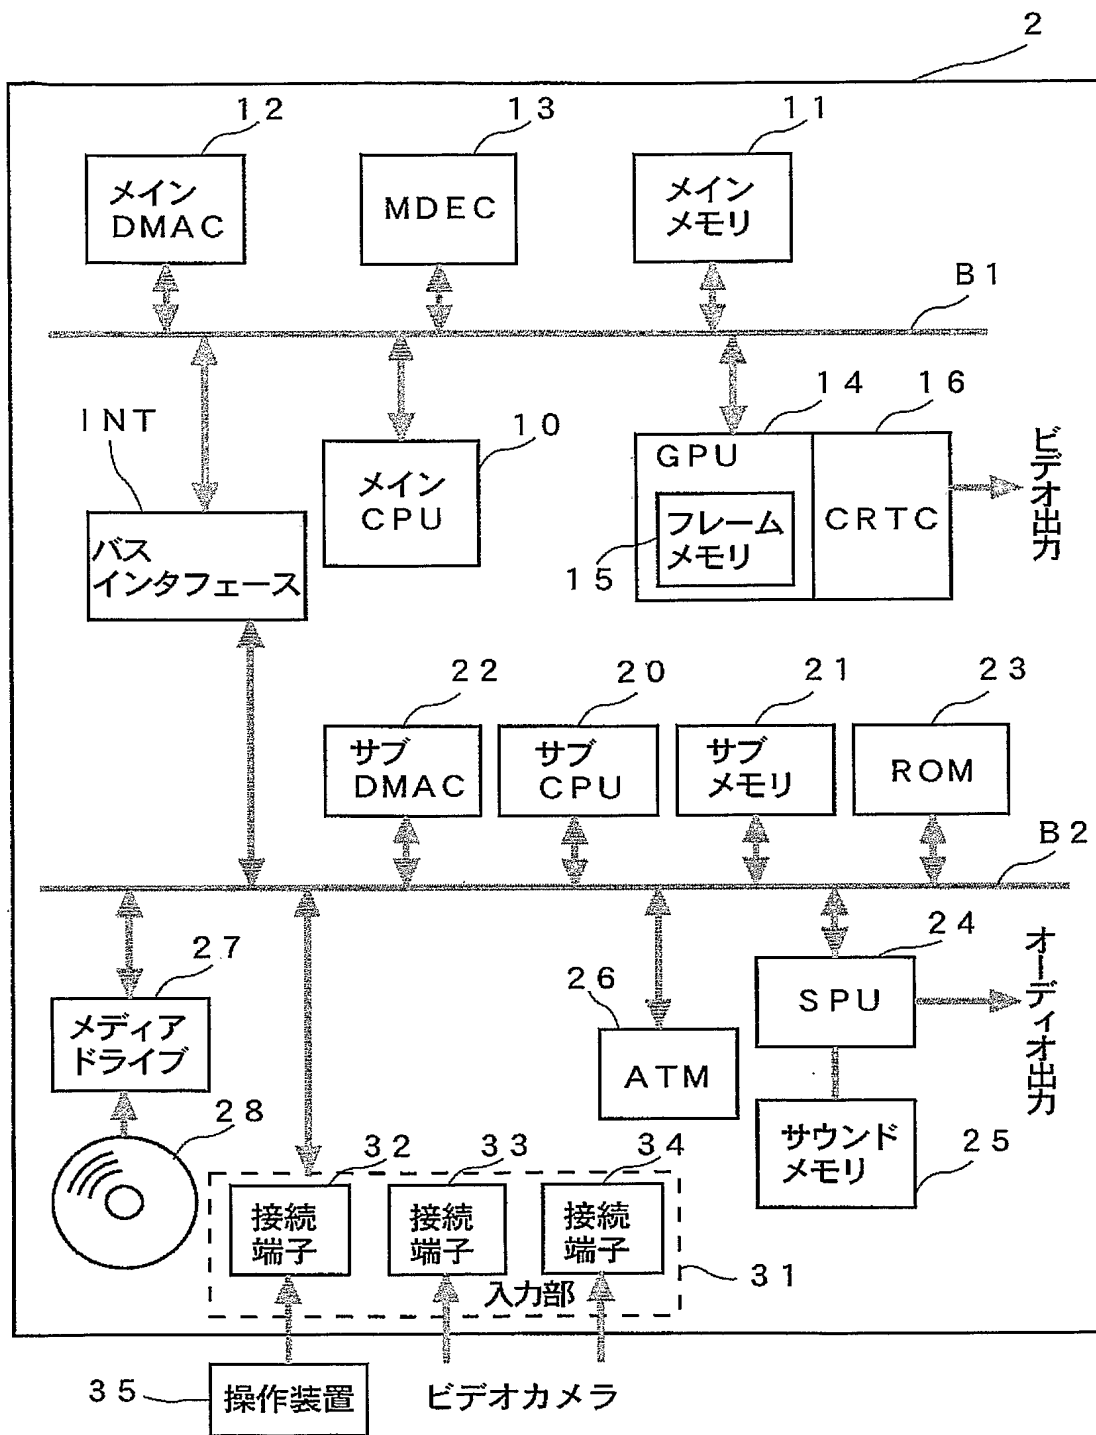 2
12
13
11
メイン
DMAC
MDEC
メイン
メモリ
B1
INT
10
14
16
バス
インタフェース
メイン
CPU
GPU
フレーム
メモリ
15
CRTC
ビデオ出力
22
20
21
23
サブ
DMAC
サブ
CPU
サブ
メモリ
ROM
B2
27
26
24
メディア
ドライブ
ATM
SPU
オーディオ出力
28
サウンド
メモリ
25
32
33
34
接続
端子
接続
端子
接続
端子
入力部
31
35
操作装置
ビデオカメラ